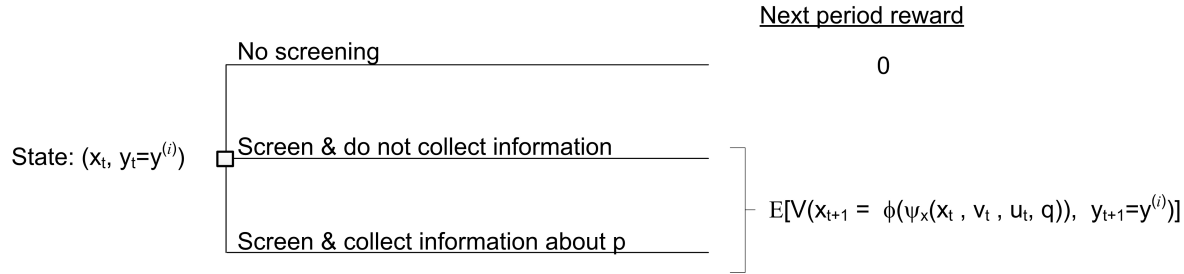 Next period reward
No screening
0
Screen & do not collect information
State: (xₜ, yₜ=y⁽ⁱ⁾)
E[V(xₜ₊₁ = ϕ(ψₓ(xₜ , vₜ , uₜ, q)), yₜ₊₁=y⁽ⁱ⁾)]
Screen & collect information about p